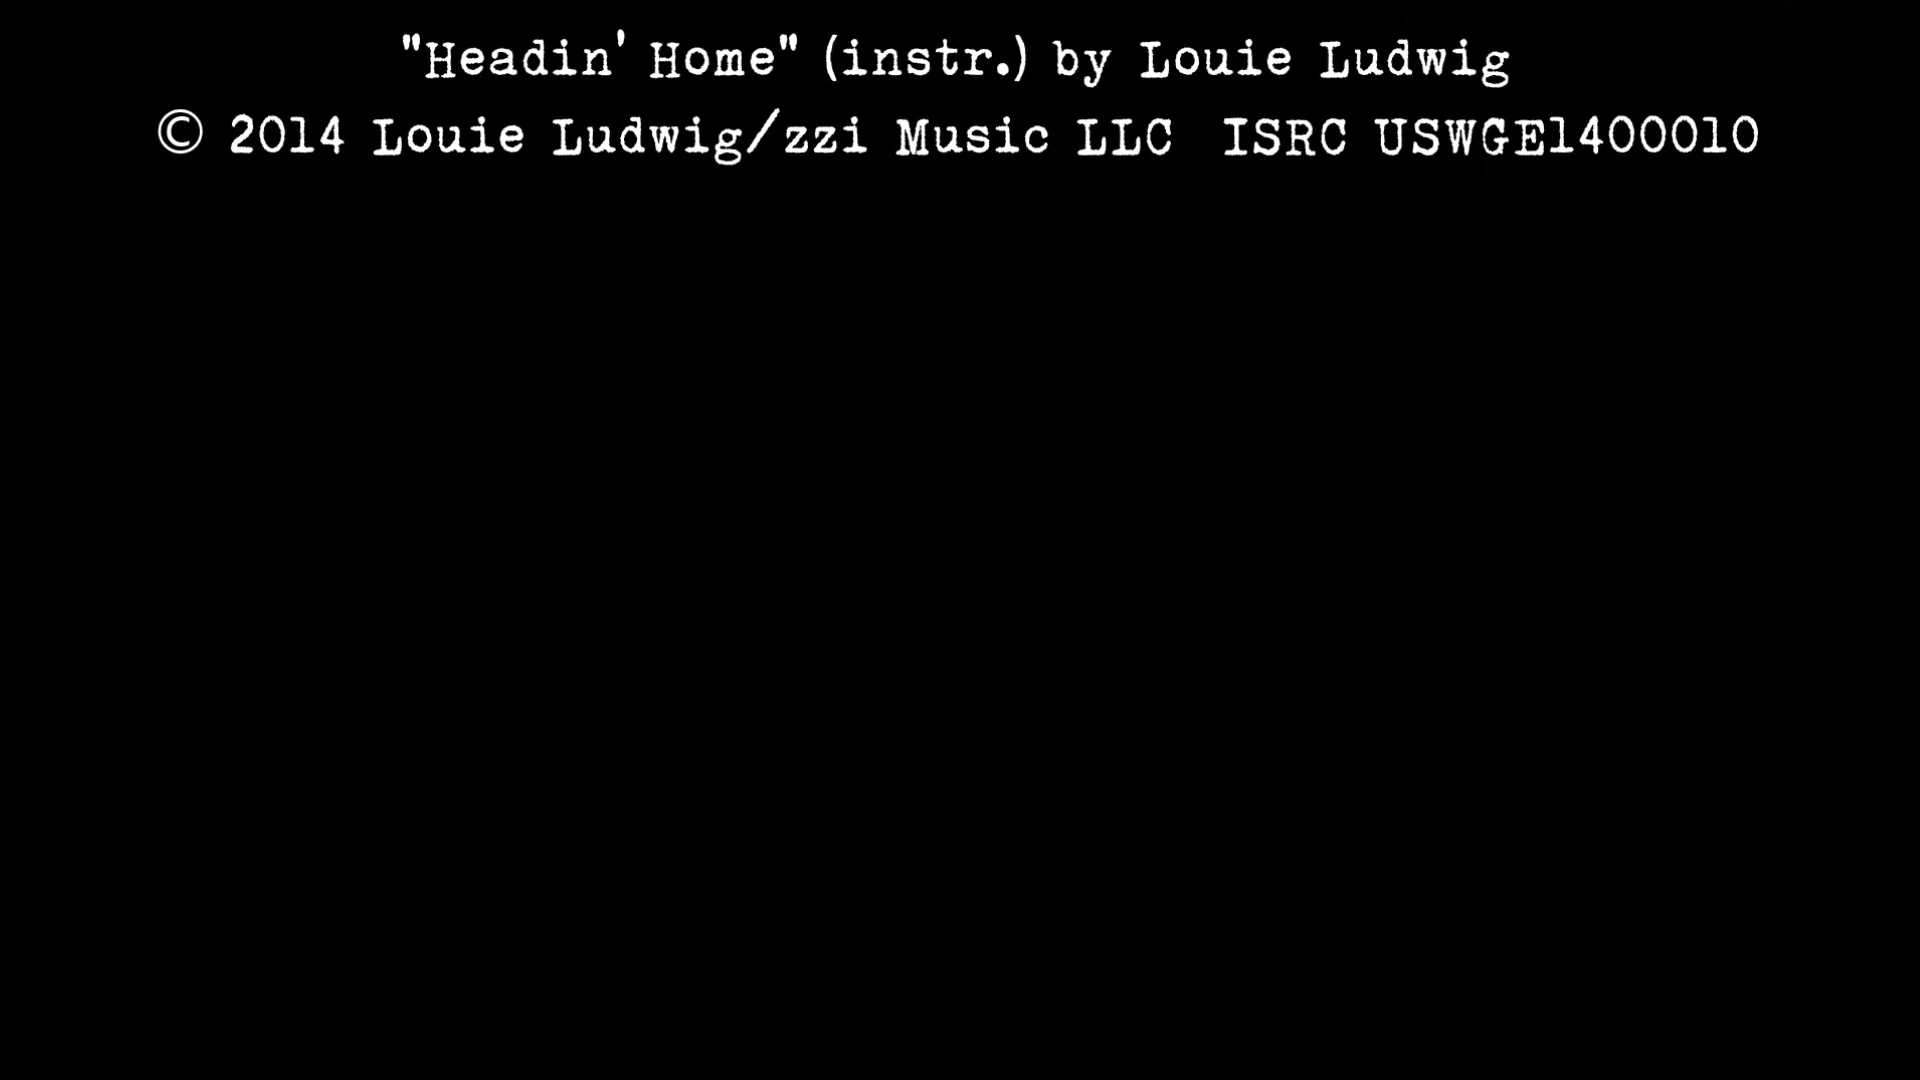 "Headin' Home" (instr.) by Louie Ludwig
© 2014 Louie Ludwig/zzi Music LLC  ISRC USWGE1400010